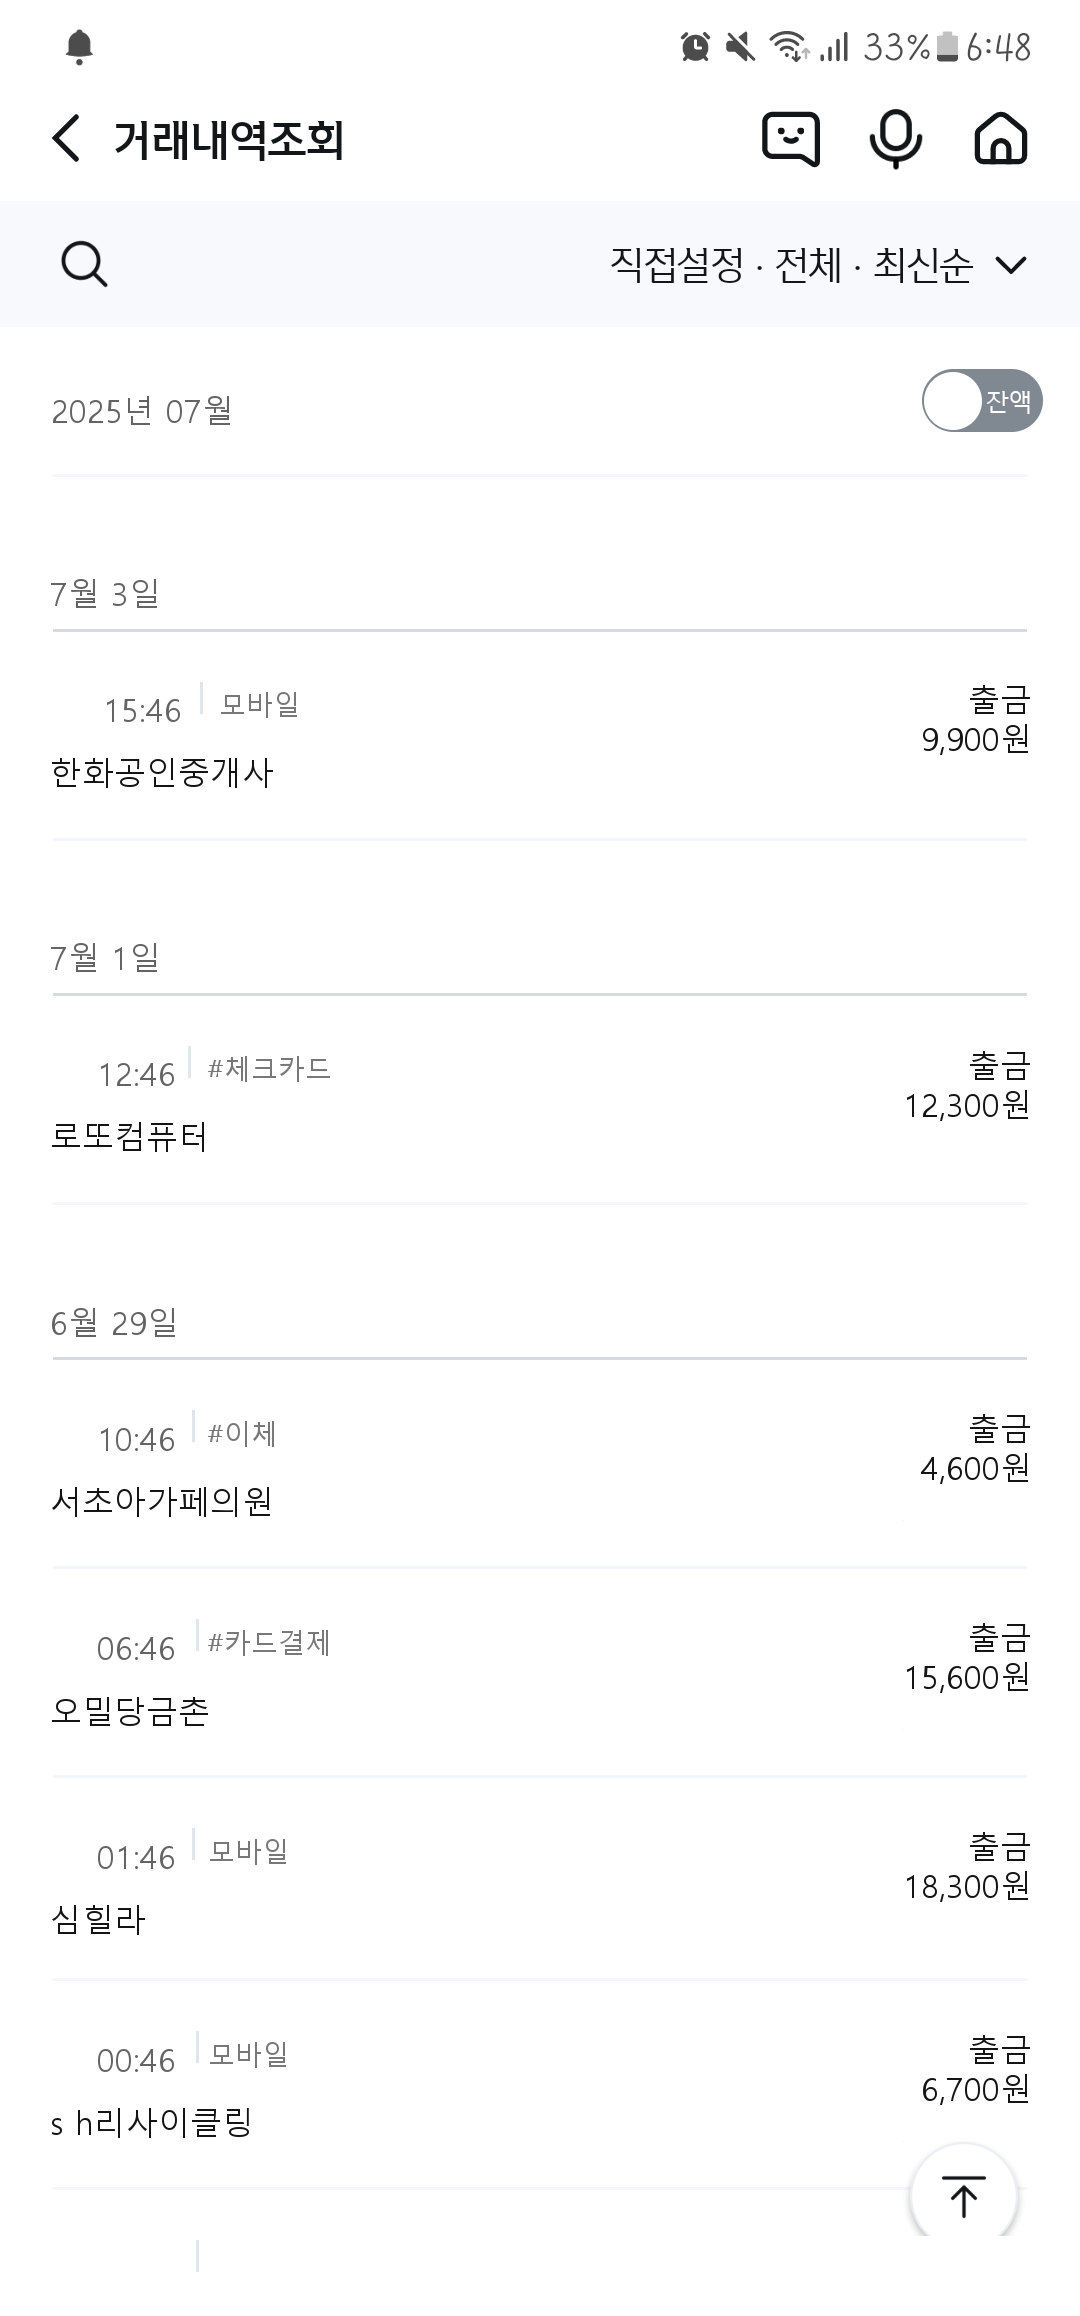 33% 6:48
거래내역조회
직접설정 · 전체 · 최신순
2025년 07월 잔액
7월 3일
15:46 모바일 출금
9,900원
한화공인중개사
7월 1일
12:46 #체크카드 출금
12,300원
로또컴퓨터
6월 29일
10:46 #이체 출금
4,600원
서초아가페의원
06:46 #카드결제 출금
15,600원
오밀당금촌
01:46 모바일 출금
18,300원
심힐라
00:46 모바일 출금
6,700원
s h리사이클링